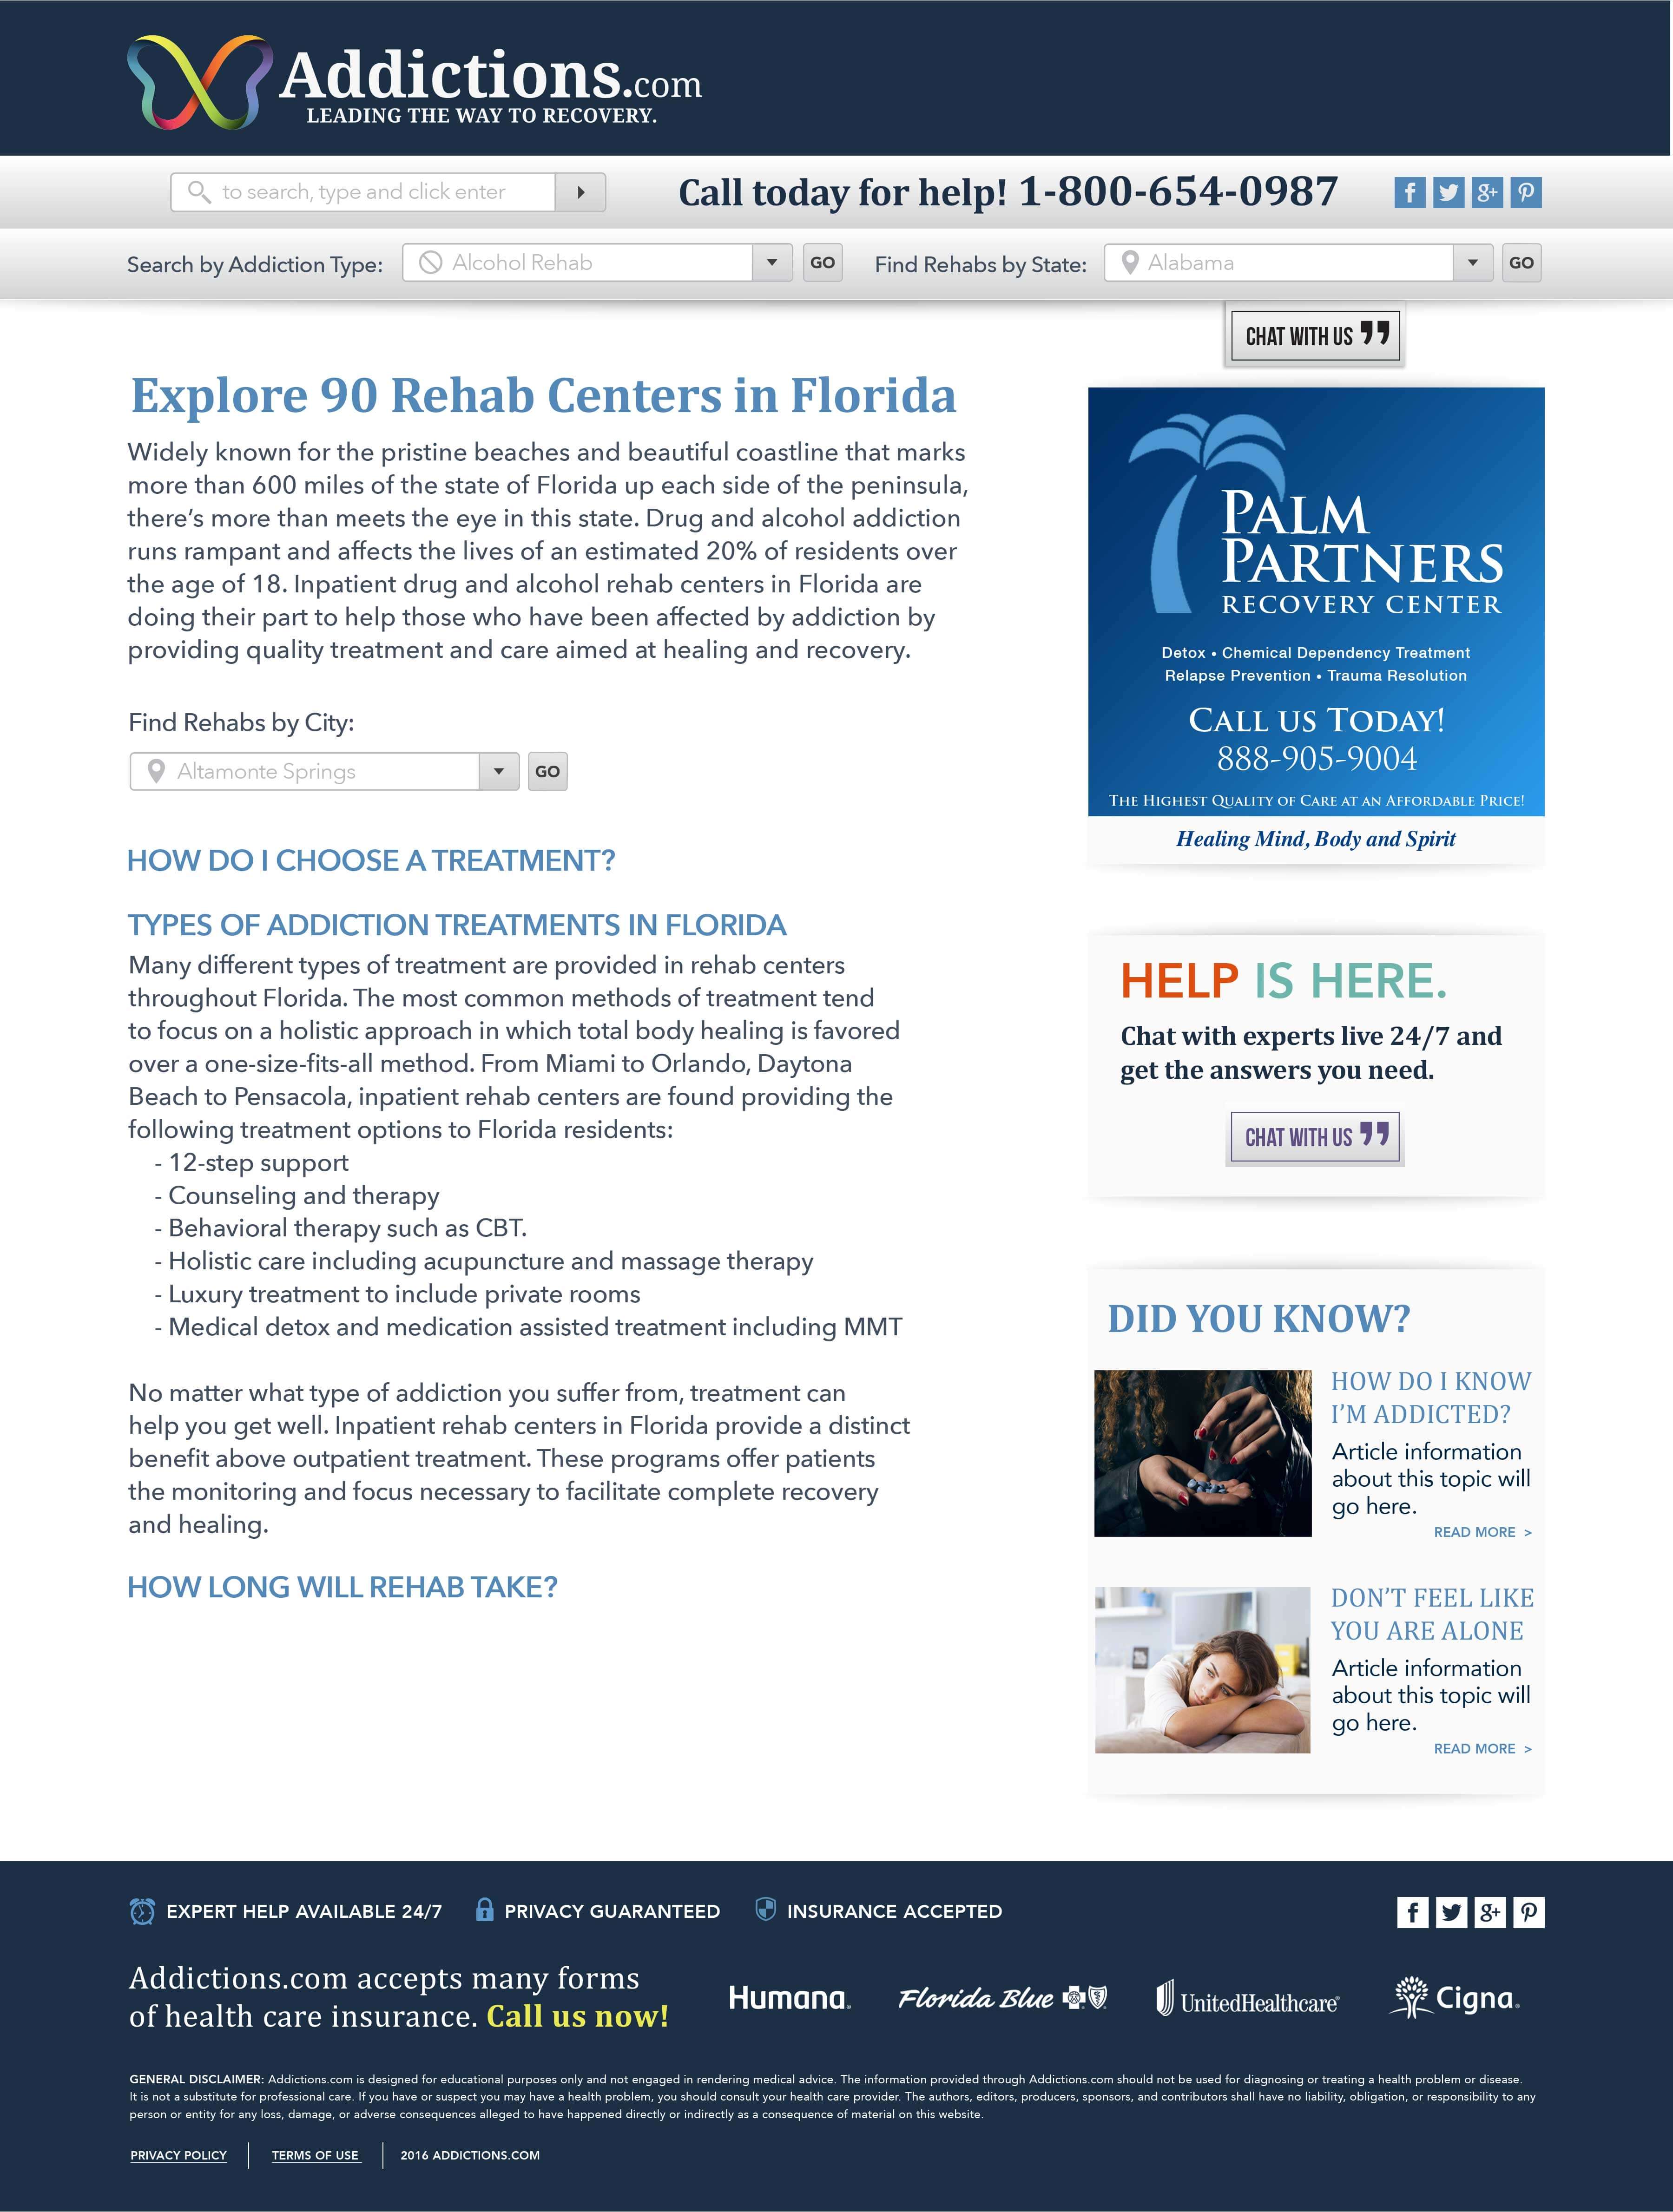 Addictions.com
LEADING THE WAY TO RECOVERY.
to search, type and click enter
Call today for help! 1-800-654-0987
f
g+
Search by Addiction Type:
Alcohol Rehab
GO
Find Rehabs by State:
Alabama
GO
CHAT WITH US
Explore 90 Rehab Centers in Florida
Widely known for the pristine beaches and beautiful coastline that marks
more than 600 miles of the state of Florida up each side of the peninsula,
there’s more than meets the eye in this state. Drug and alcohol addiction
runs rampant and affects the lives of an estimated 20% of residents over
the age of 18. Inpatient drug and alcohol rehab centers in Florida are
doing their part to help those who have been affected by addiction by
providing quality treatment and care aimed at healing and recovery.
Find Rehabs by City:
Altamonte Springs
GO
HOW DO I CHOOSE A TREATMENT?
TYPES OF ADDICTION TREATMENTS IN FLORIDA
Many different types of treatment are provided in rehab centers
throughout Florida. The most common methods of treatment tend
to focus on a holistic approach in which total body healing is favored
over a one-size-fits-all method. From Miami to Orlando, Daytona
Beach to Pensacola, inpatient rehab centers are found providing the
following treatment options to Florida residents:
- 12-step support
- Counseling and therapy
- Behavioral therapy such as CBT.
- Holistic care including acupuncture and massage therapy
- Luxury treatment to include private rooms
- Medical detox and medication assisted treatment including MMT
No matter what type of addiction you suffer from, treatment can
help you get well. Inpatient rehab centers in Florida provide a distinct
benefit above outpatient treatment. These programs offer patients
the monitoring and focus necessary to facilitate complete recovery
and healing.
HOW LONG WILL REHAB TAKE?
PALM
PARTNERS
RECOVERY CENTER
Detox • Chemical Dependency Treatment
Relapse Prevention • Trauma Resolution
CALL US TODAY!
888-905-9004
THE HIGHEST QUALITY OF CARE AT AN AFFORDABLE PRICE!
Healing Mind, Body and Spirit
HELP IS HERE.
Chat with experts live 24/7 and
get the answers you need.
CHAT WITH US
DID YOU KNOW?
HOW DO I KNOW
I’M ADDICTED?
Article information
about this topic will
go here.
READ MORE >
DON’T FEEL LIKE
YOU ARE ALONE
Article information
about this topic will
go here.
READ MORE >
EXPERT HELP AVAILABLE 24/7
PRIVACY GUARANTEED
INSURANCE ACCEPTED
f
g+
Addictions.com accepts many forms
of health care insurance. Call us now!
Humana.
Florida Blue
UnitedHealthcare®
Cigna.
GENERAL DISCLAIMER: Addictions.com is designed for educational purposes only and not engaged in rendering medical advice. The information provided through Addictions.com should not be used for diagnosing or treating a health problem or disease.
It is not a substitute for professional care. If you have or suspect you may have a health problem, you should consult your health care provider. The authors, editors, producers, sponsors, and contributors shall have no liability, obligation, or responsibility to any
person or entity for any loss, damage, or adverse consequences alleged to have happened directly or indirectly as a consequence of material on this website.
PRIVACY POLICY
TERMS OF USE
2016 ADDICTIONS.COM